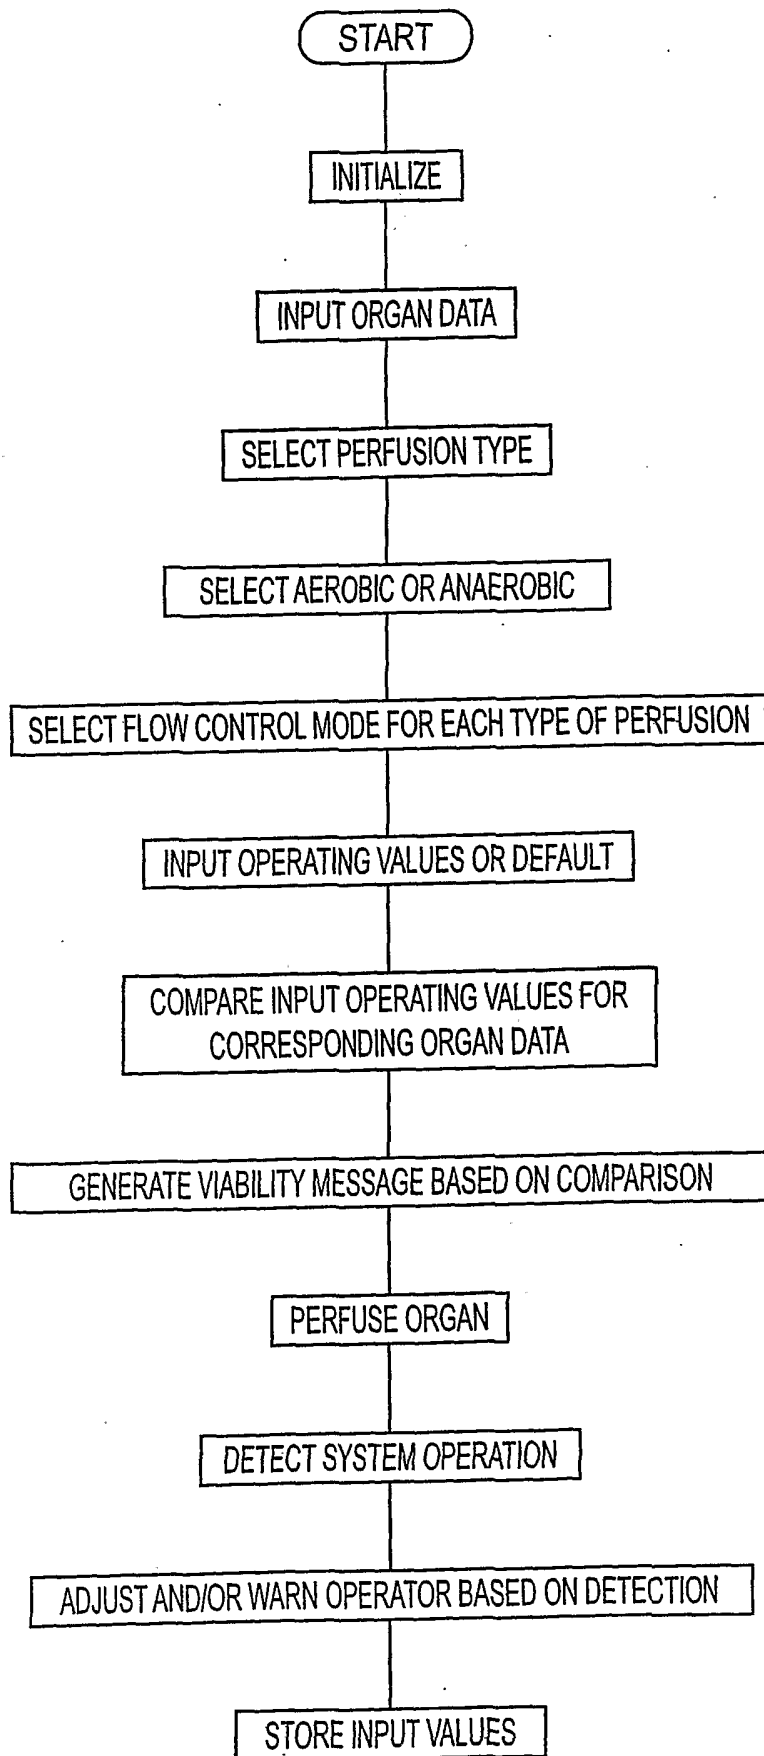 START
INITIALIZE
INPUT ORGAN DATA
SELECT PERFUSION TYPE
SELECT AEROBIC OR ANAEROBIC
SELECT FLOW CONTROL MODE FOR EACH TYPE OF PERFUSION
INPUT OPERATING VALUES OR DEFAULT
COMPARE INPUT OPERATING VALUES FOR
CORRESPONDING ORGAN DATA
GENERATE VIABILITY MESSAGE BASED ON COMPARISON
PERFUSE ORGAN
DETECT SYSTEM OPERATION
ADJUST AND/OR WARN OPERATOR BASED ON DETECTION
STORE INPUT VALUES